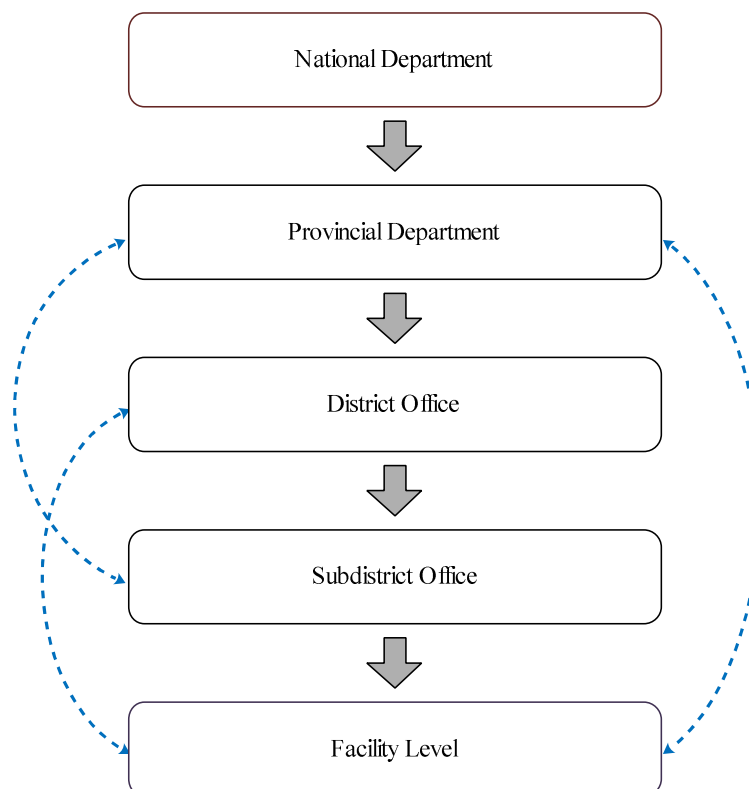 National Department
Provincial Department
District Office
Subdistrict Office
Facility Level